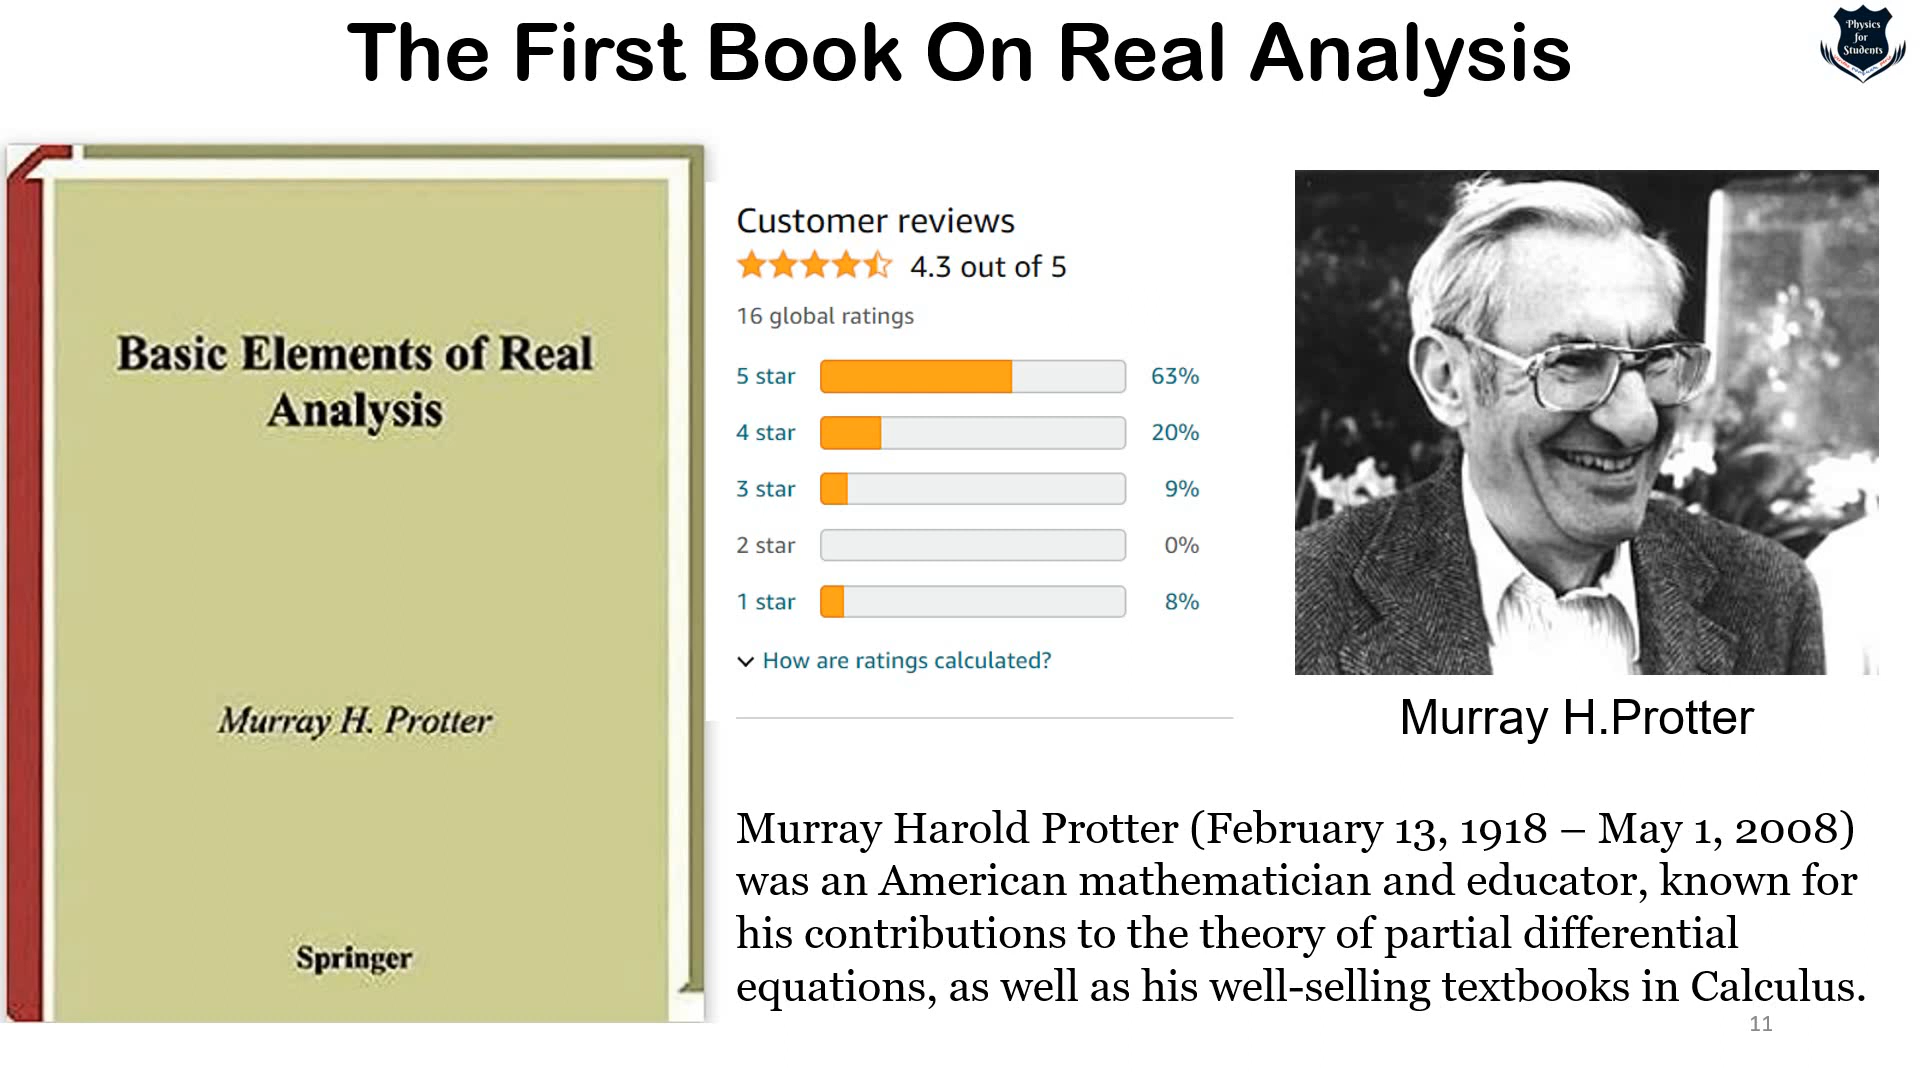 The First Book On Real Analysis
Physics
for
Students
Basic Elements of Real
Analysis
Murray H. Protter
Springer
Customer reviews
4.3 out of 5
16 global ratings
5 star 63%
4 star 20%
3 star 9%
2 star 0%
1 star 8%
How are ratings calculated?
Murray H.Protter
Murray Harold Protter (February 13, 1918 – May 1, 2008)
was an American mathematician and educator, known for
his contributions to the theory of partial differential
equations, as well as his well-selling textbooks in Calculus.
11